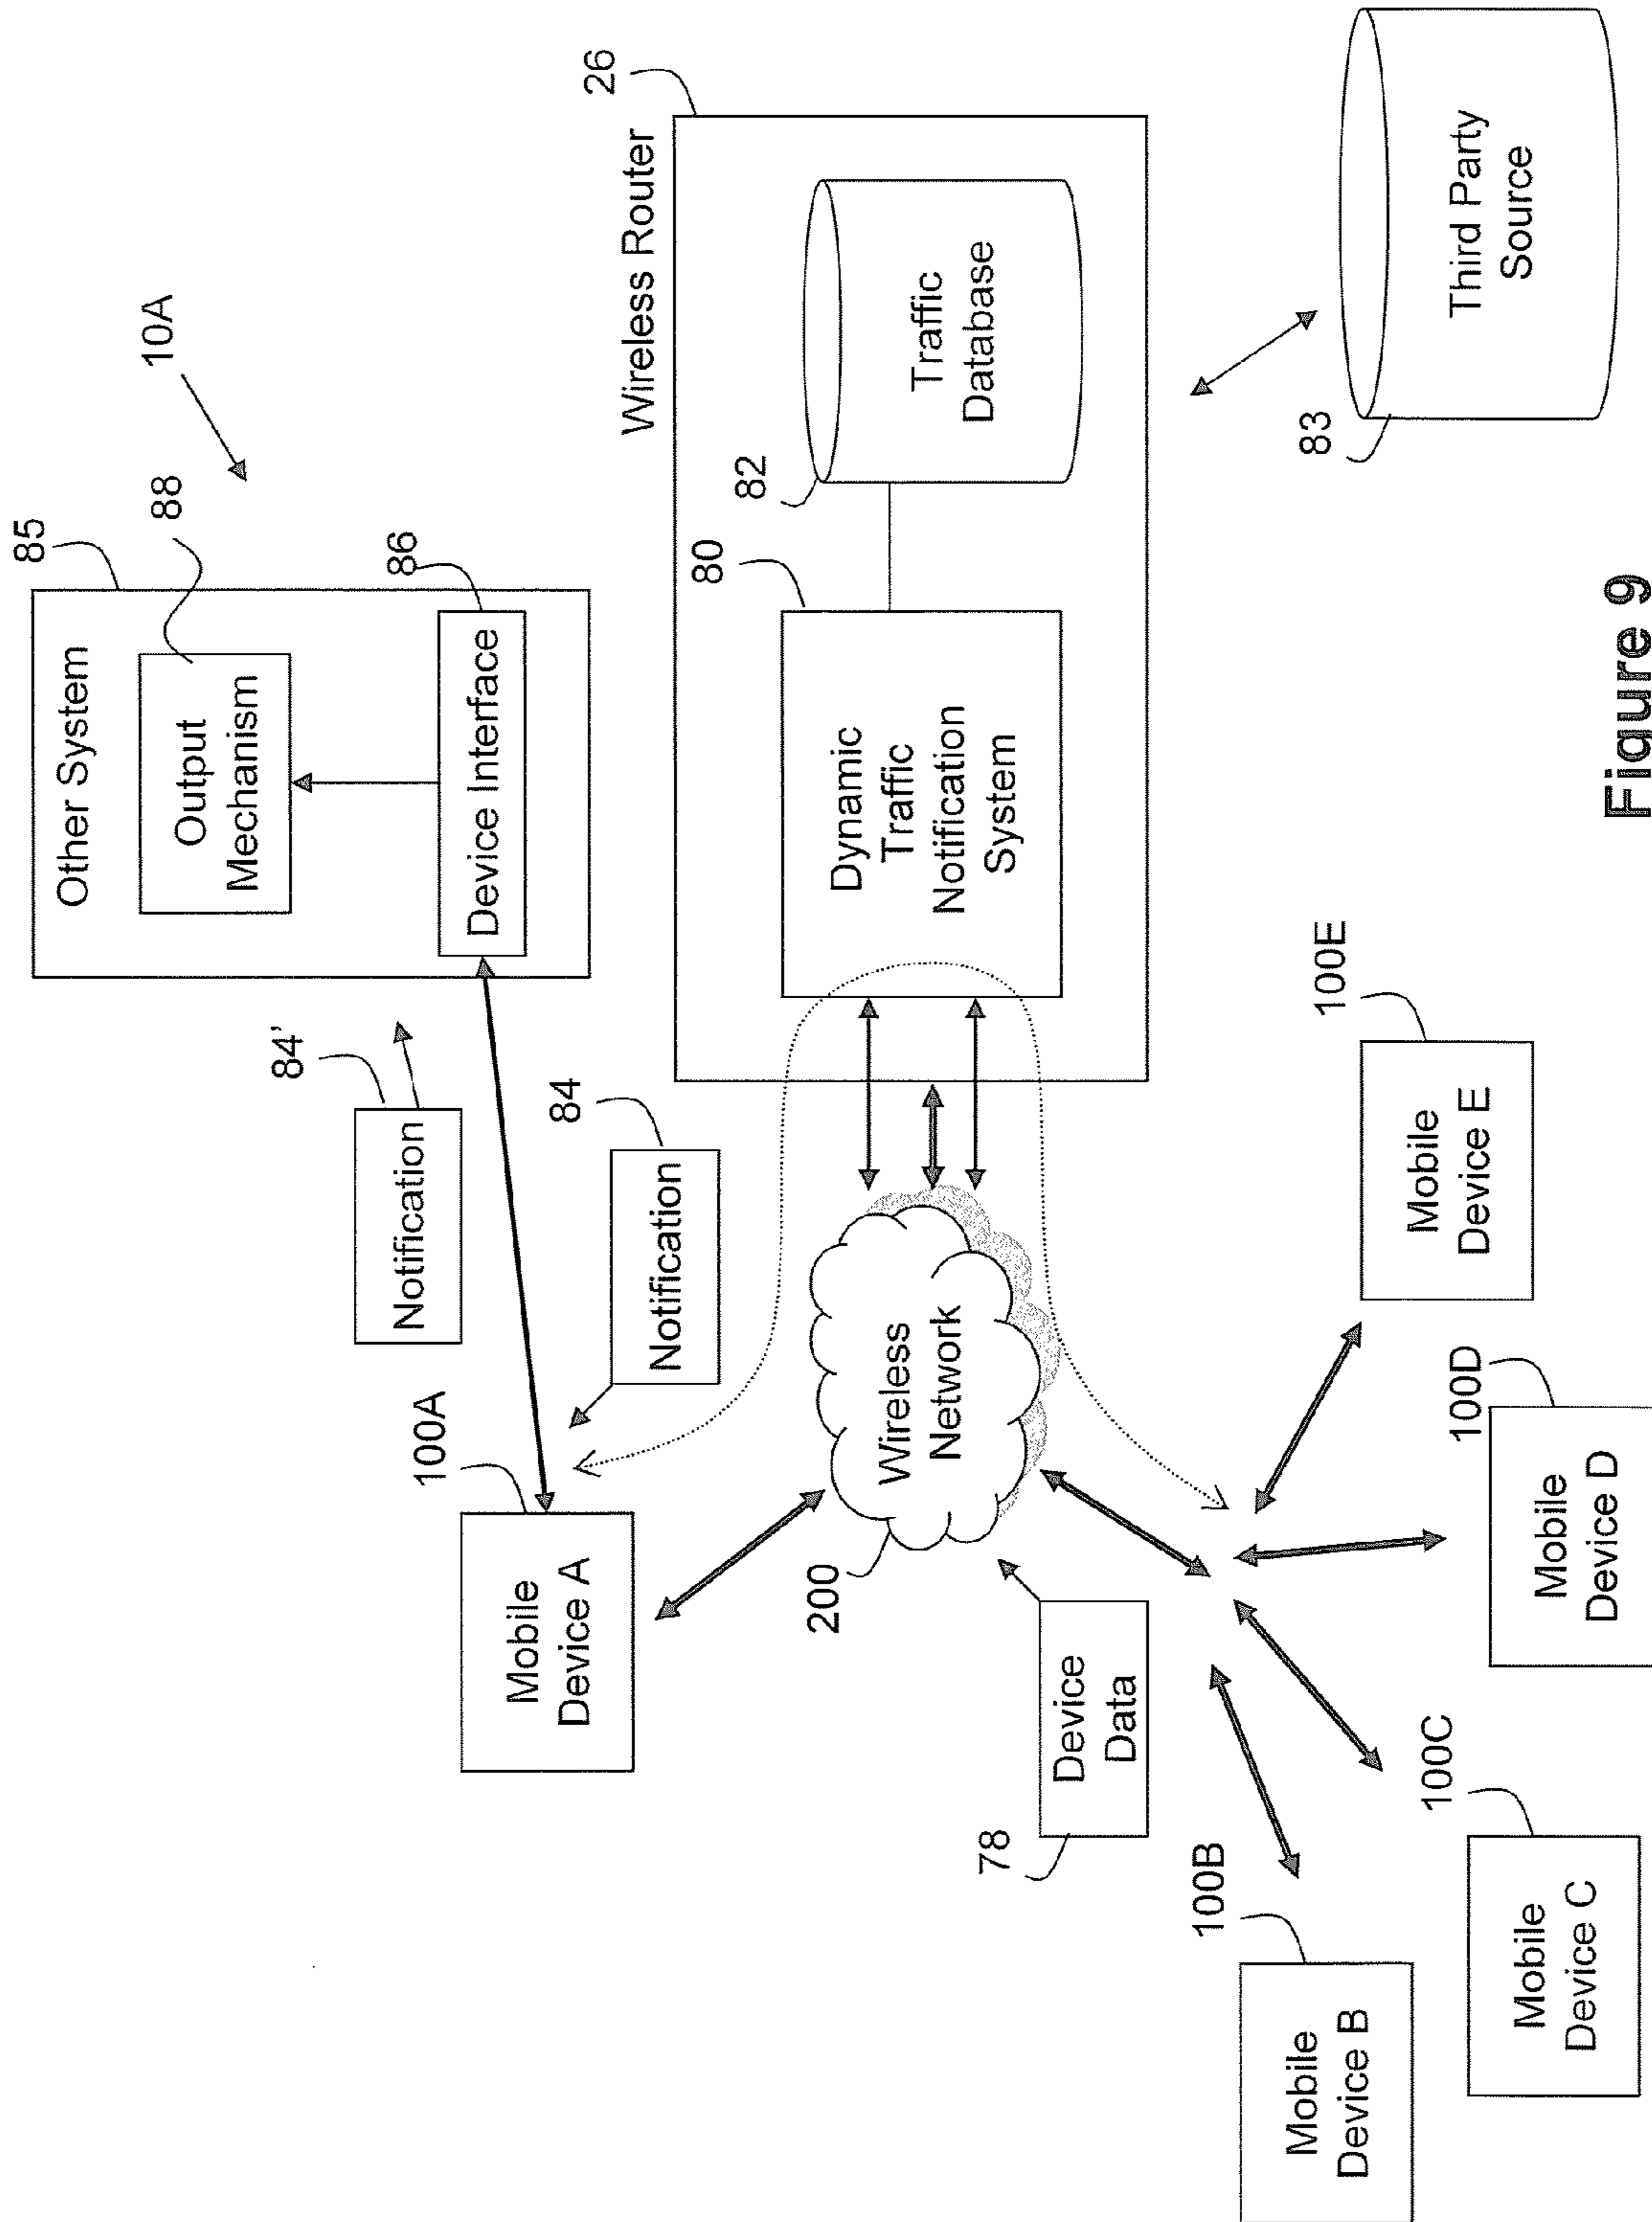 10A
85
Other System
88
Output
Mechanism
86
Device Interface
84'
Notification
84
Notification
100A
Mobile
Device A
Wireless Router
26
80
Dynamic
Traffic
Notification
System
82
Traffic
Database
83
Third Party
Source
200
Wireless
Network
78
Device
Data
100B
Mobile
Device B
100C
Mobile
Device C
100D
Mobile
Device D
100E
Mobile
Device E
Figure 9